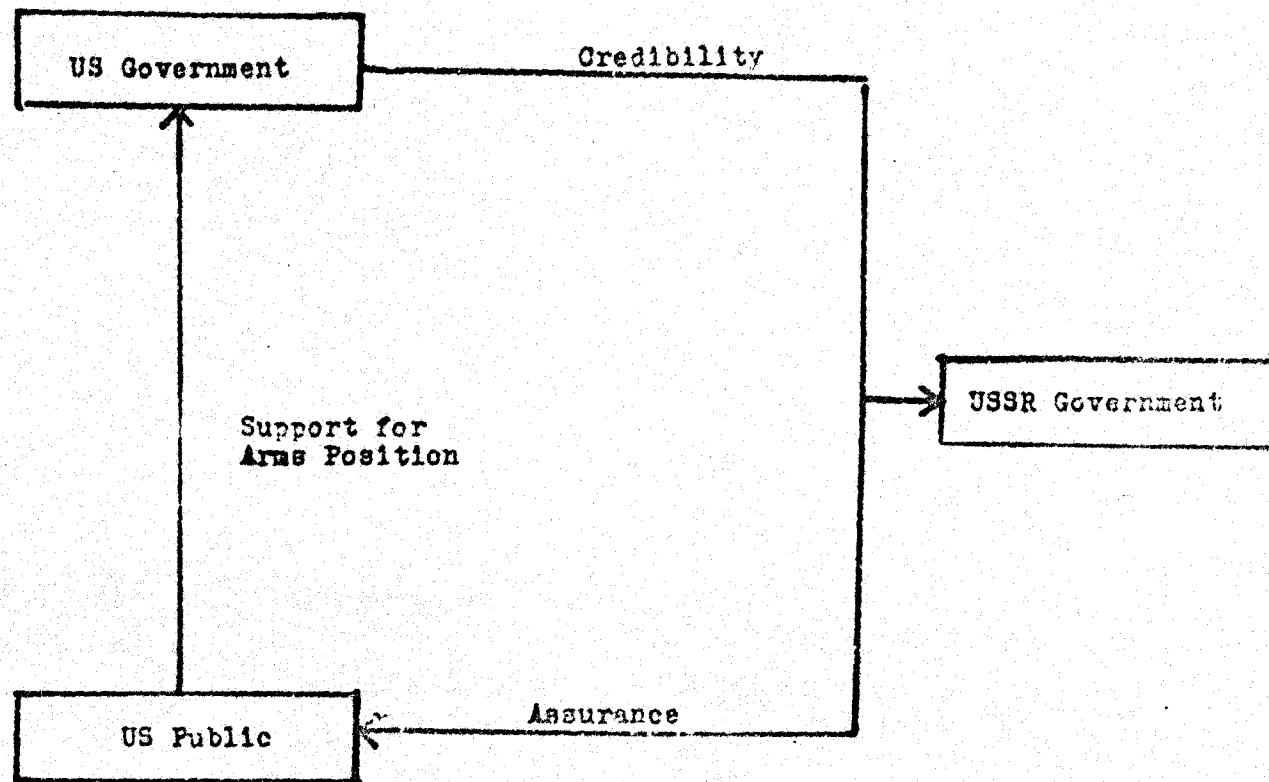 US Government
Credibility
USSR Government
Support for
Arms Position
Assurance
US Public